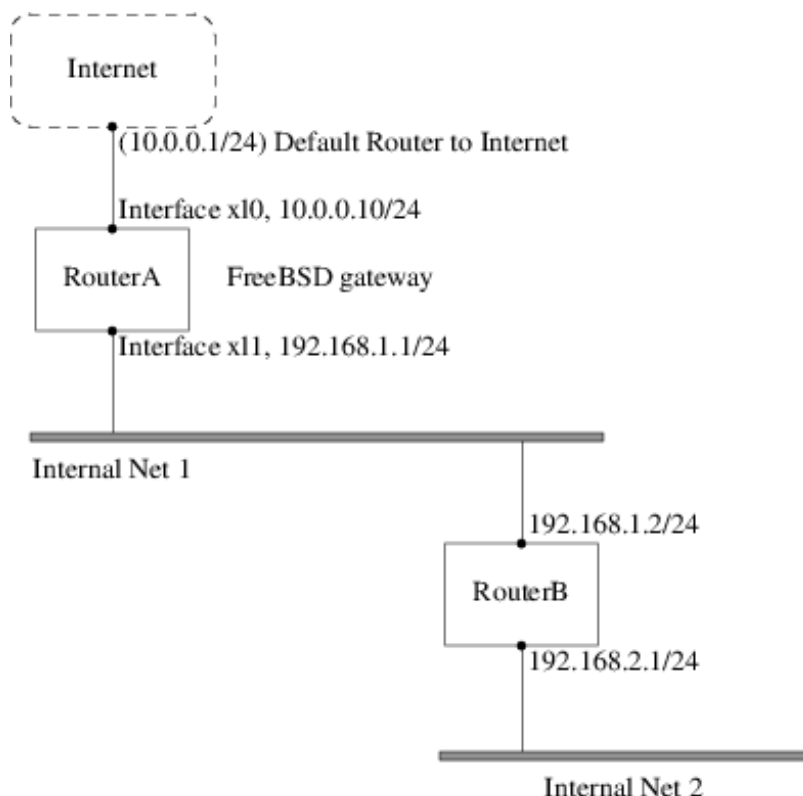 Internet
(10.0.0.1/24) Default Router to Internet
Interface xl0, 10.0.0.10/24
RouterA
FreeBSD gateway
Interface xl1, 192.168.1.1/24
Internal Net 1
192.168.1.2/24
RouterB
192.168.2.1/24
Internal Net 2